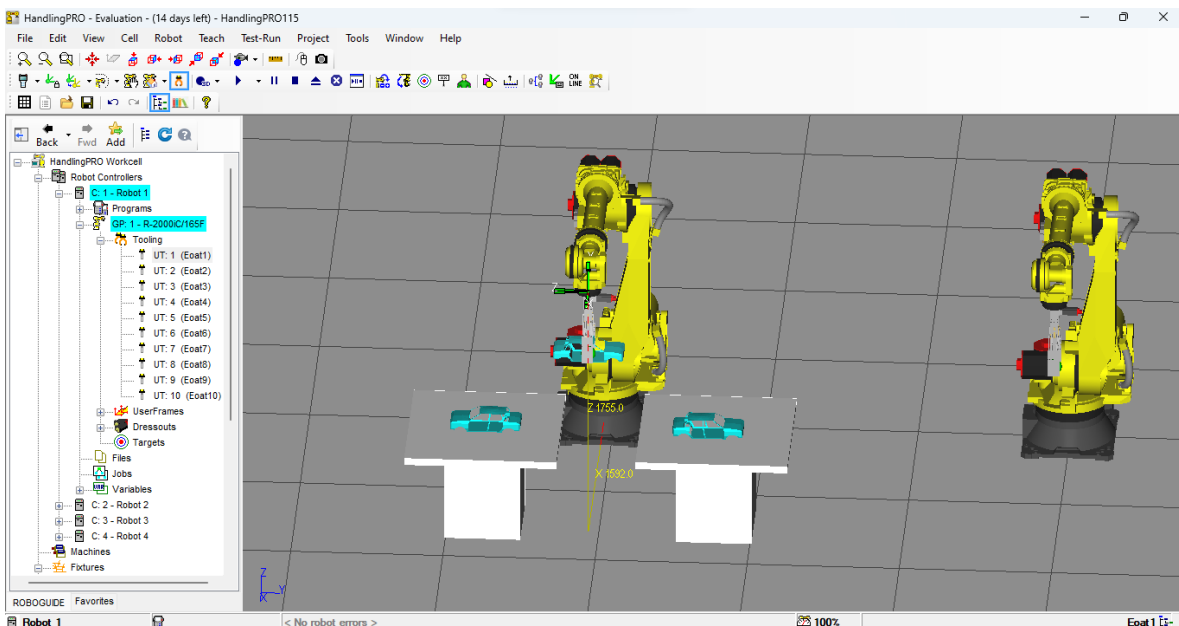 HandlingPRO - Evaluation - (14 days left) - HandlingPRO115
File Edit View Cell Robot Teach Test-Run Project Tools Window Help
ON
LINE
Back Fwd Add
HandlingPRO Workcell
Robot Controllers
C: 1 - Robot 1
Programs
GP: 1 - R-2000iC/165F
Tooling
UT: 1 (Eoat1)
UT: 2 (Eoat2)
UT: 3 (Eoat3)
UT: 4 (Eoat4)
UT: 5 (Eoat5)
UT: 6 (Eoat6)
UT: 7 (Eoat7)
UT: 8 (Eoat8)
UT: 9 (Eoat9)
UT: 10 (Eoat10)
UserFrames
Dressouts
Targets
Files
Jobs
Variables
C: 2 - Robot 2
C: 3 - Robot 3
C: 4 - Robot 4
Machines
Fixtures
ROBOGUIDE Favorites
Z
Z 1755.0
X 1592.0
Z
Y
X
Robot 1 < No robot errors > 100% Eoat1